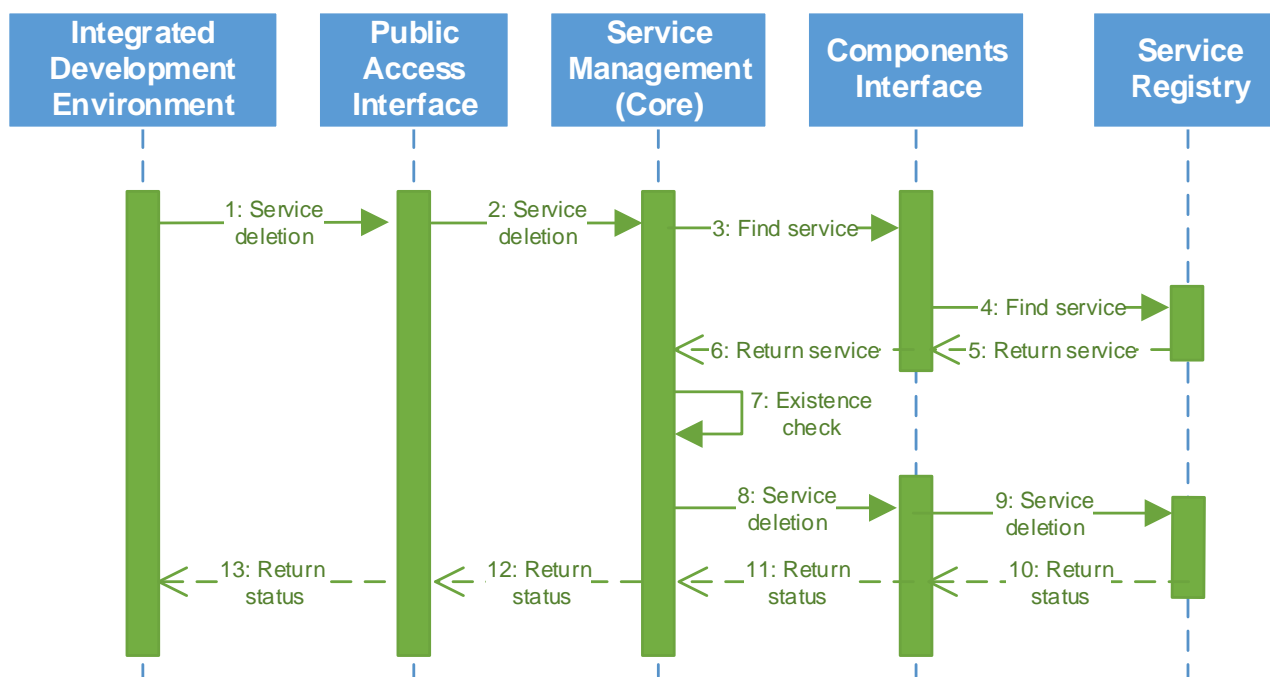 Integrated
Development
Environment
Public
Access
Interface
Service
Management
(Core)
Components
Interface
Service
Registry
1: Service
deletion
2: Service
deletion
3: Find service
4: Find service
6: Return service
5: Return service
7: Existence
check
8: Service
deletion
9: Service
deletion
13: Return
status
12: Return
status
11: Return
status
10: Return
status